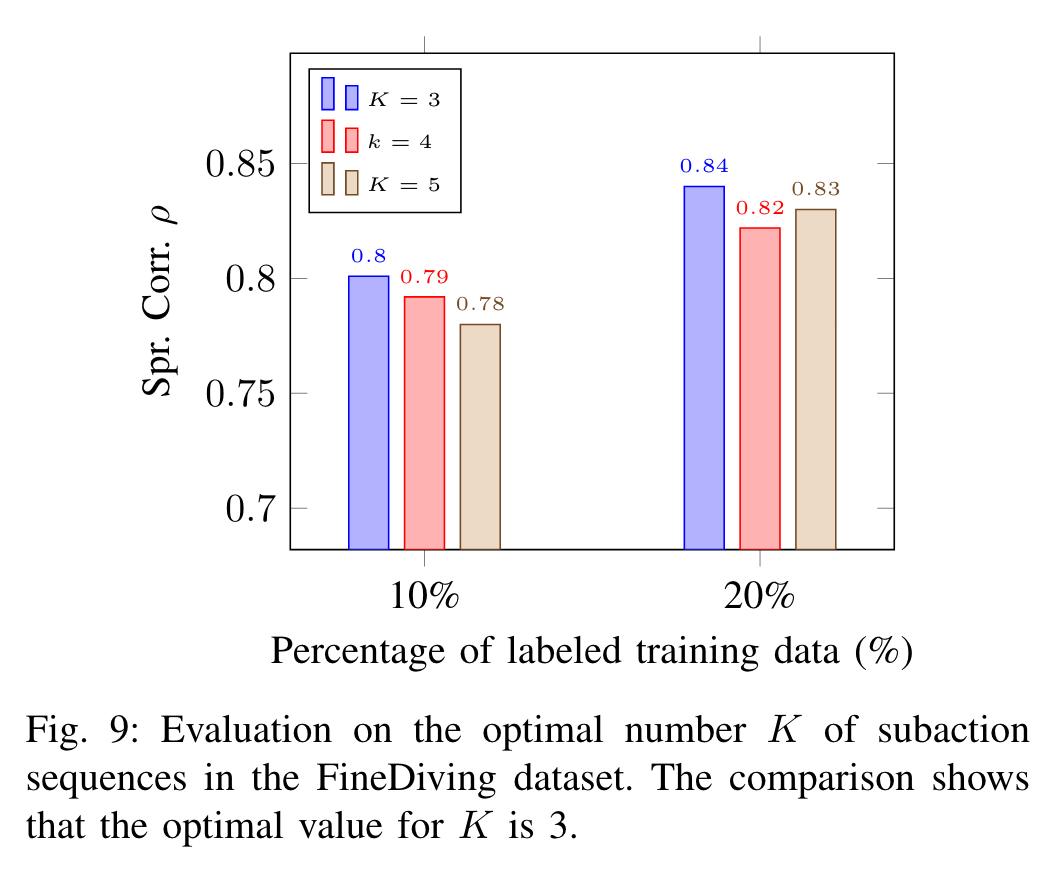 K = 3
k = 4
K = 5
0.85
0.8
0.75
0.7
Spr. Corr. ρ
0.8
0.79
0.78
0.84
0.82
0.83
10%
20%
Percentage of labeled training data (%)
Fig. 9: Evaluation on the optimal number K of subaction
sequences in the FineDiving dataset. The comparison shows
that the optimal value for K is 3.